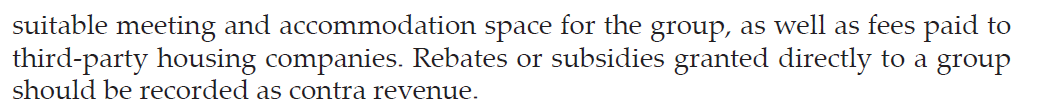 suitable meeting and accommodation space for the group, as well as fees paid to
third-party housing companies. Rebates or subsidies granted directly to a group
should be recorded as contra revenue.